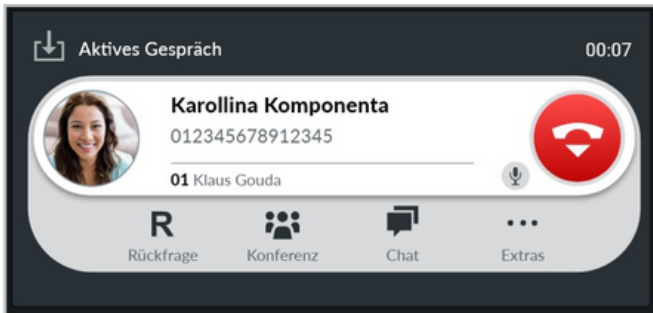 Aktives Gespräch 00:07
Karollina Komponenta
012345678912345
01 Klaus Gouda
R
Rückfrage Konferenz Chat Extras